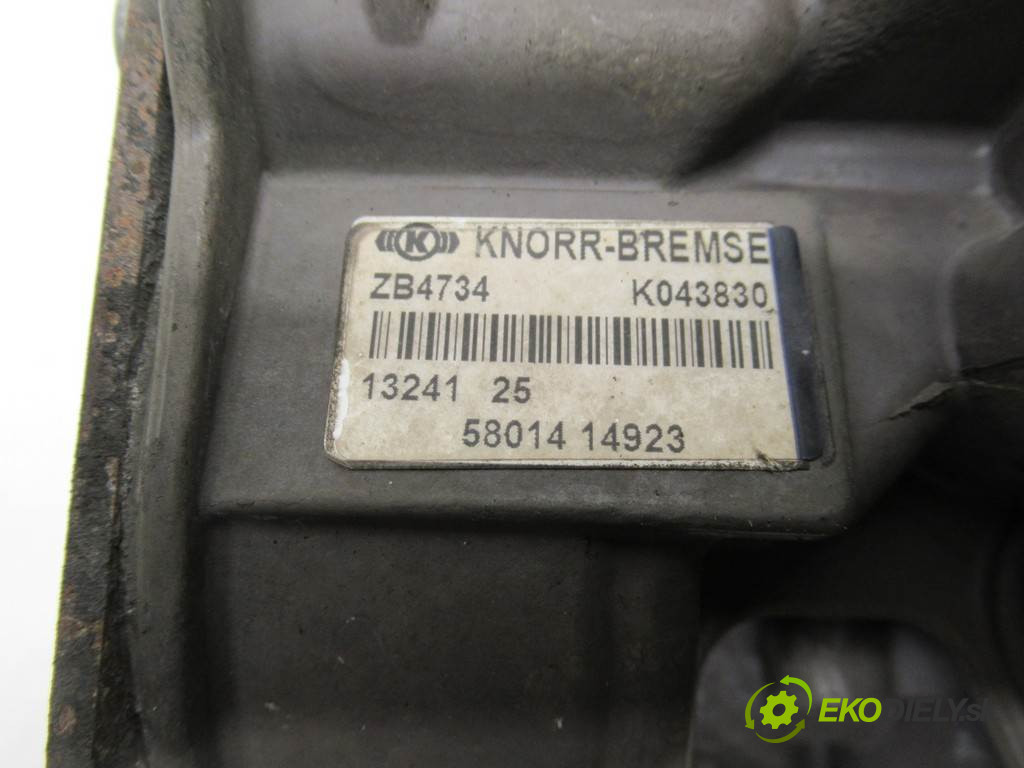 K KNORR-BREMSE
ZB4734 K043830
13241 25
58014 14923
EKODIELY.sk